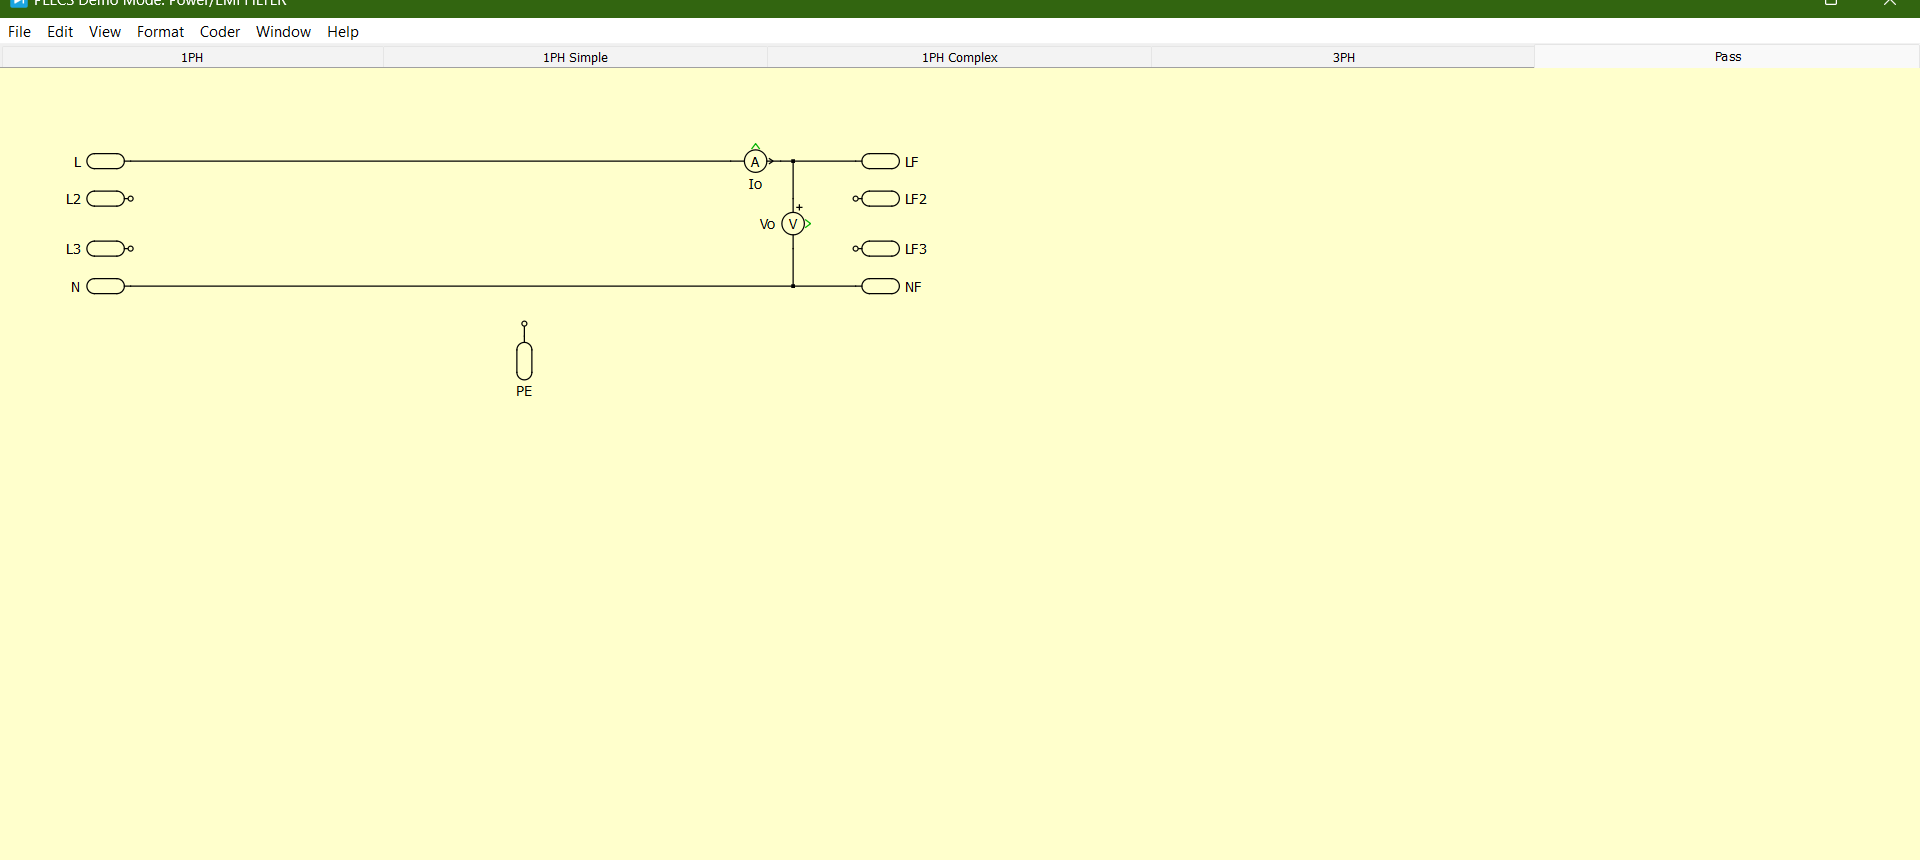 PLECS Demo Mode: Power/EMI FILTER
File Edit View Format Coder Window Help
1PH 1PH Simple 1PH Complex 3PH Pass
L A LF
Io
L2 LF2
+
Vo V
L3 LF3
N NF
PE